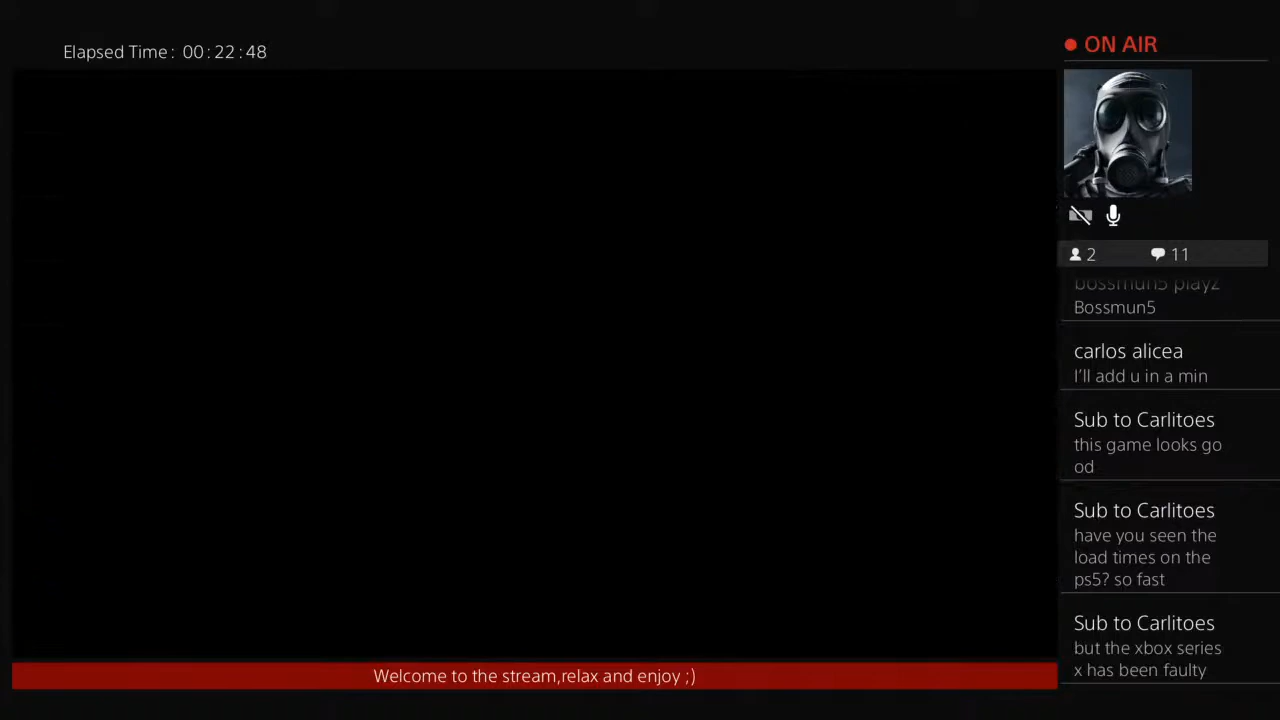 Elapsed Time: 00:22:48
ON AIR
2 11
bossmun5 playz
Bossmun5
carlos alicea
I'll add u in a min
Sub to Carlitoes
this game looks go
od
Sub to Carlitoes
have you seen the
load times on the
ps5? so fast
Sub to Carlitoes
but the xbox series
x has been faulty
Welcome to the stream,relax and enjoy ;)